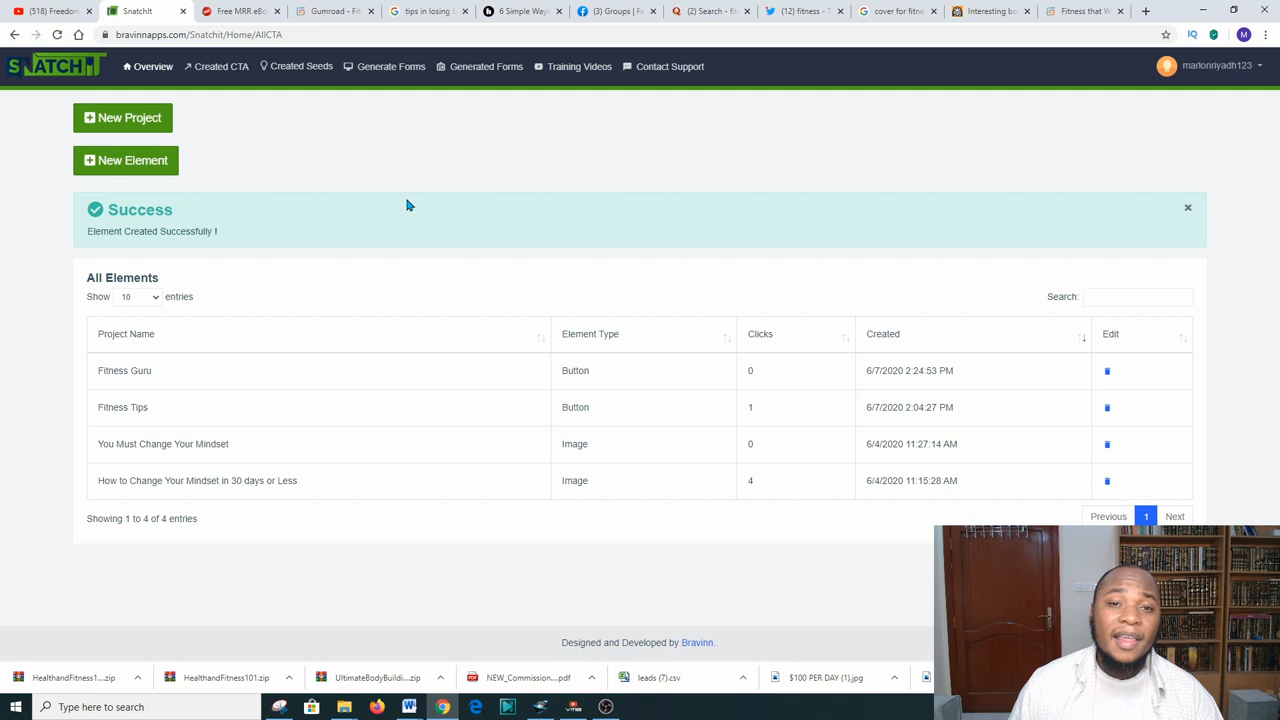 (518) Freedom
SnatchIt
Free MRR eBo
Gumroad - Fit
tips in losing
6 Simple Ways
(3) Groups | Fa
(2) Search - fit
(12) fitness - T
cover for fitne
Interesting bo
Fitness that W
bravinnapps.com/Snatchit/Home/AllCTA
IQ
M
SNATCHIT
Overview
Created CTA
Created Seeds
Generate Forms
Generated Forms
Training Videos
Contact Support
marlonriyadh123
New Project
New Element
Success
Element Created Successfully !
All Elements
Show 10 entries
Search:
Project Name Element Type Clicks Created Edit
Fitness Guru Button 0 6/7/2020 2:24:53 PM
Fitness Tips Button 1 6/7/2020 2:04:27 PM
You Must Change Your Mindset Image 0 6/4/2020 11:27:14 AM
How to Change Your Mindset in 30 days or Less Image 4 6/4/2020 11:15:28 AM
Showing 1 to 4 of 4 entries
Previous 1 Next
Designed and Developed by Bravinn..
HealthandFitness1....zip
HealthandFitness101.zip
UltimateBodyBuildi....zip
NEW_Commission....pdf
leads (7).csv
$100 PER DAY (1).jpg
Type here to search